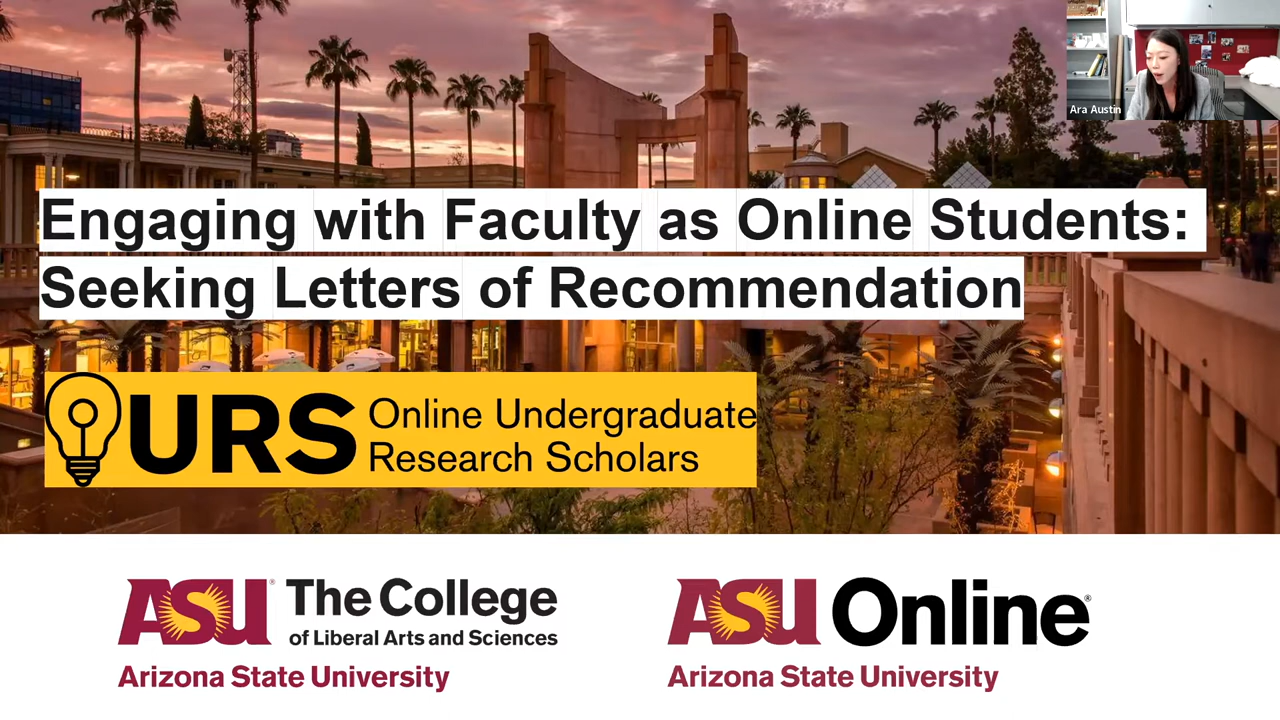 Ara Austin
Engaging with Faculty as Online Students:
Seeking Letters of Recommendation
URS Online Undergraduate
Research Scholars
ASU® The College
of Liberal Arts and Sciences
Arizona State University
ASU Online®
Arizona State University